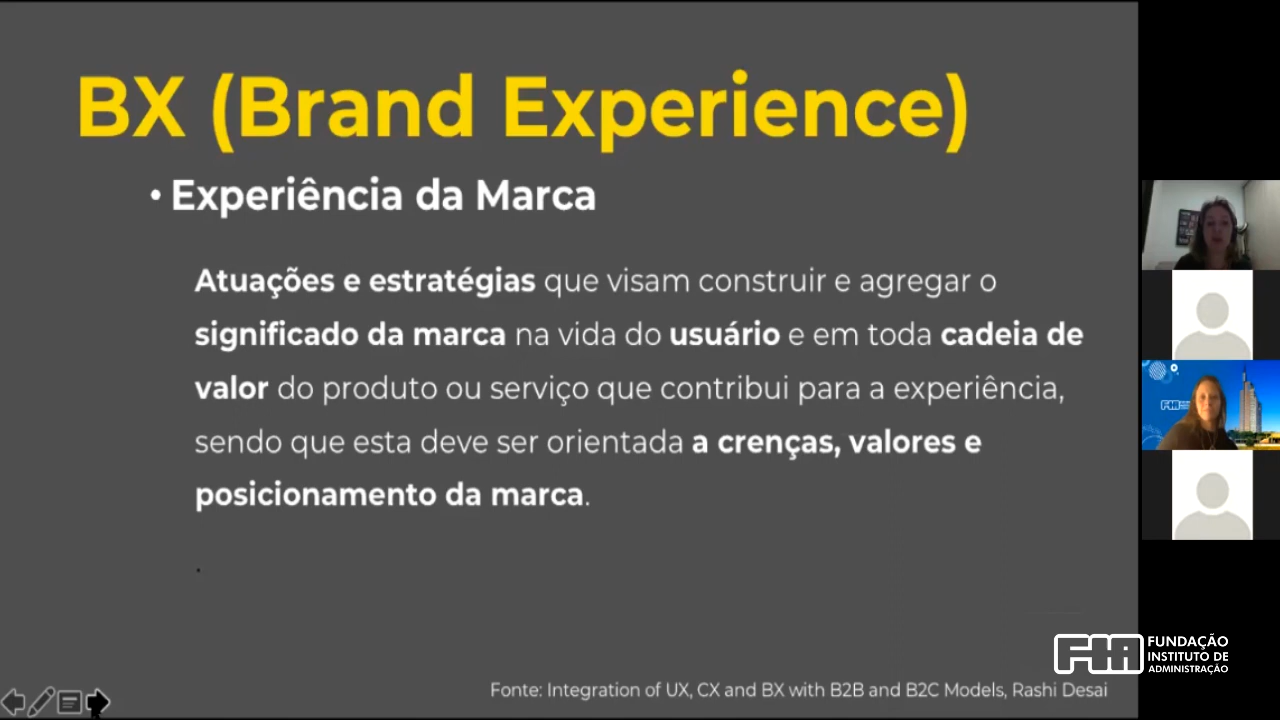 BX (Brand Experience)
• Experiência da Marca
Atuações e estratégias que visam construir e agregar o
significado da marca na vida do usuário e em toda cadeia de
valor do produto ou serviço que contribui para a experiência,
sendo que esta deve ser orientada a crenças, valores e
posicionamento da marca.
.
FIA FUNDAÇÃO
INSTITUTO DE
ADMINISTRAÇÃO
Fonte: Integration of UX, CX and BX with B2B and B2C Models, Rashi Desai
FIA